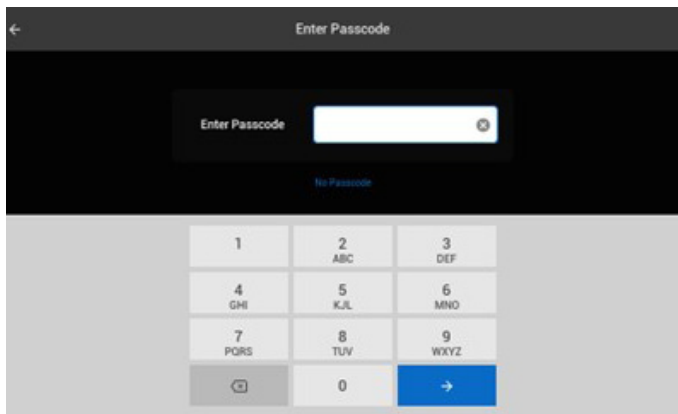 Enter Passcode
Enter Passcode
No Passcode
1 2 3
ABC DEF
4 5 6
GHI KJL MNO
7 8 9
PQRS TUV WXYZ
0